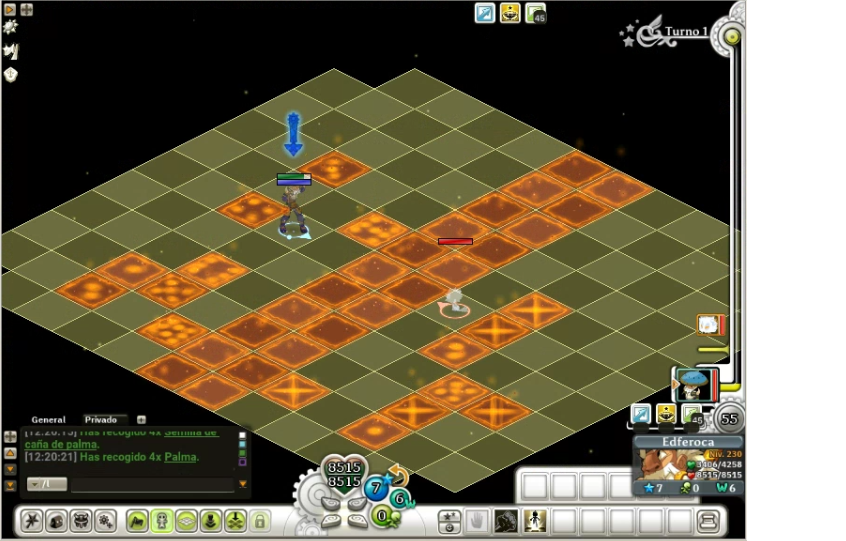 45
Turno 1
General Privado
[12:20:15] Has recogido 4x Semilla de
caña de palma.
[12:20:21] Has recogido 4x Palma.
/l
8515
8515
7
6
0
45
55
Edferoca
Niv. 230
3406/4258
8515/8515
7 0 W6